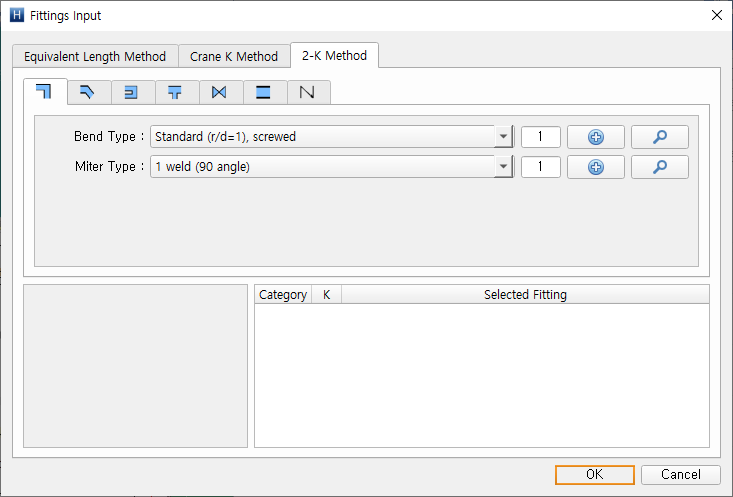 H Fittings Input
Equivalent Length Method Crane K Method 2-K Method
Bend Type : Standard (r/d=1), screwed 1
Miter Type : 1 weld (90 angle) 1
Category K Selected Fitting
OK Cancel